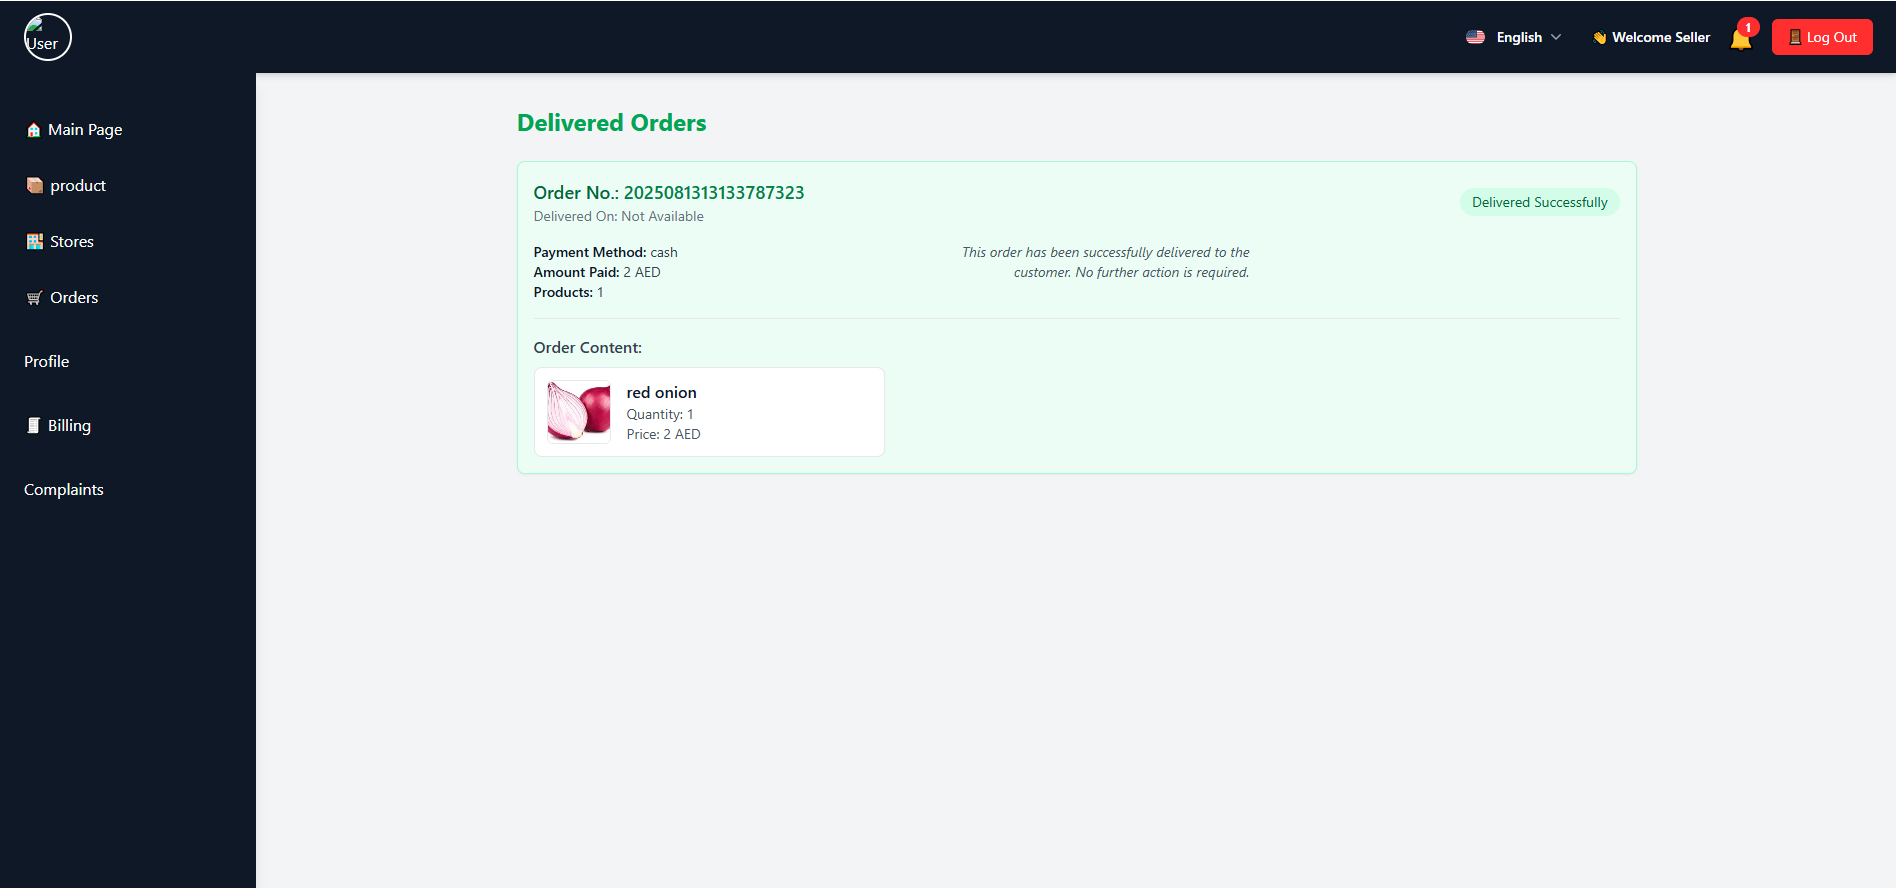 User
English
Welcome Seller
1
Log Out
Main Page
product
Stores
Orders
Profile
Billing
Complaints
Delivered Orders
Order No.: 2025081313133787323
Delivered On: Not Available
Delivered Successfully
Payment Method: cash
Amount Paid: 2 AED
Products: 1
This order has been successfully delivered to the
customer. No further action is required.
Order Content:
red onion
Quantity: 1
Price: 2 AED